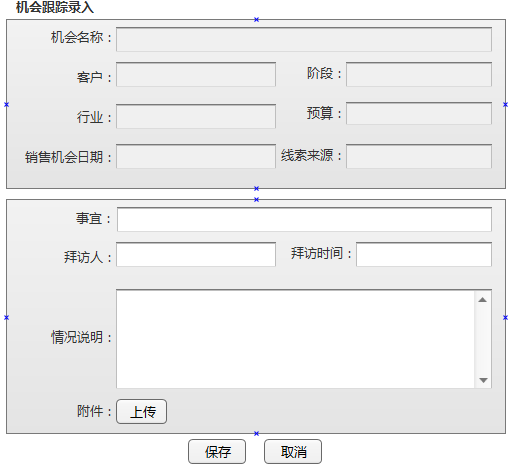 机会跟踪录入
机会名称：
客户： 阶段：
行业： 预算：
销售机会日期： 线索来源：
事宜：
拜访人： 拜访时间：
情况说明：
附件： 上传
保存 取消